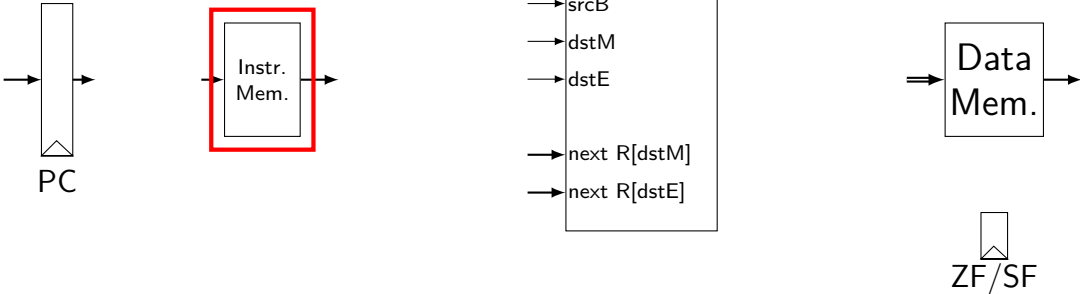 PC
Instr.
Mem.
srcB
dstM
dstE
next R[dstM]
next R[dstE]
Data
Mem.
ZF/SF